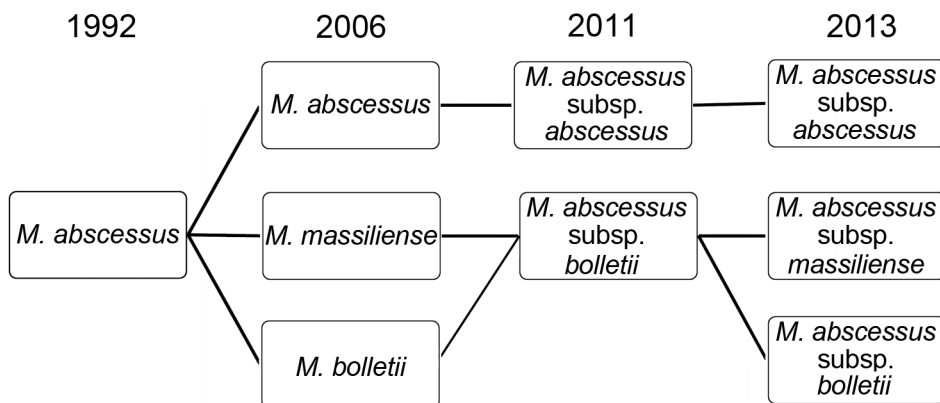 1992
2006
2011
2013
M. abscessus
M. abscessus
M. massiliense
M. bolletii
M. abscessus
subsp.
abscessus
M. abscessus
subsp.
bolletii
M. abscessus
subsp.
abscessus
M. abscessus
subsp.
massiliense
M. abscessus
subsp.
bolletii